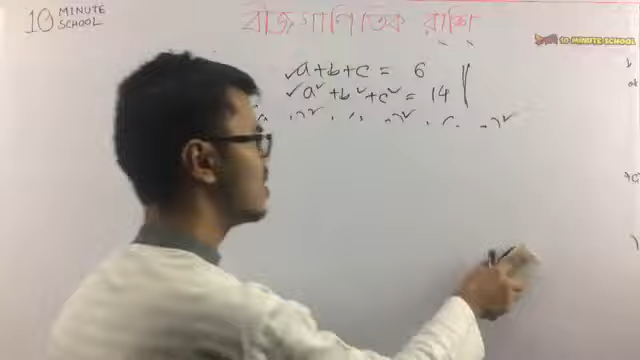 10 MINUTE SCHOOL
বীজগাণিতিক রাশি
10 MINUTE SCHOOL
✓a+b+c = 6
✓a²+b²+c² = 14